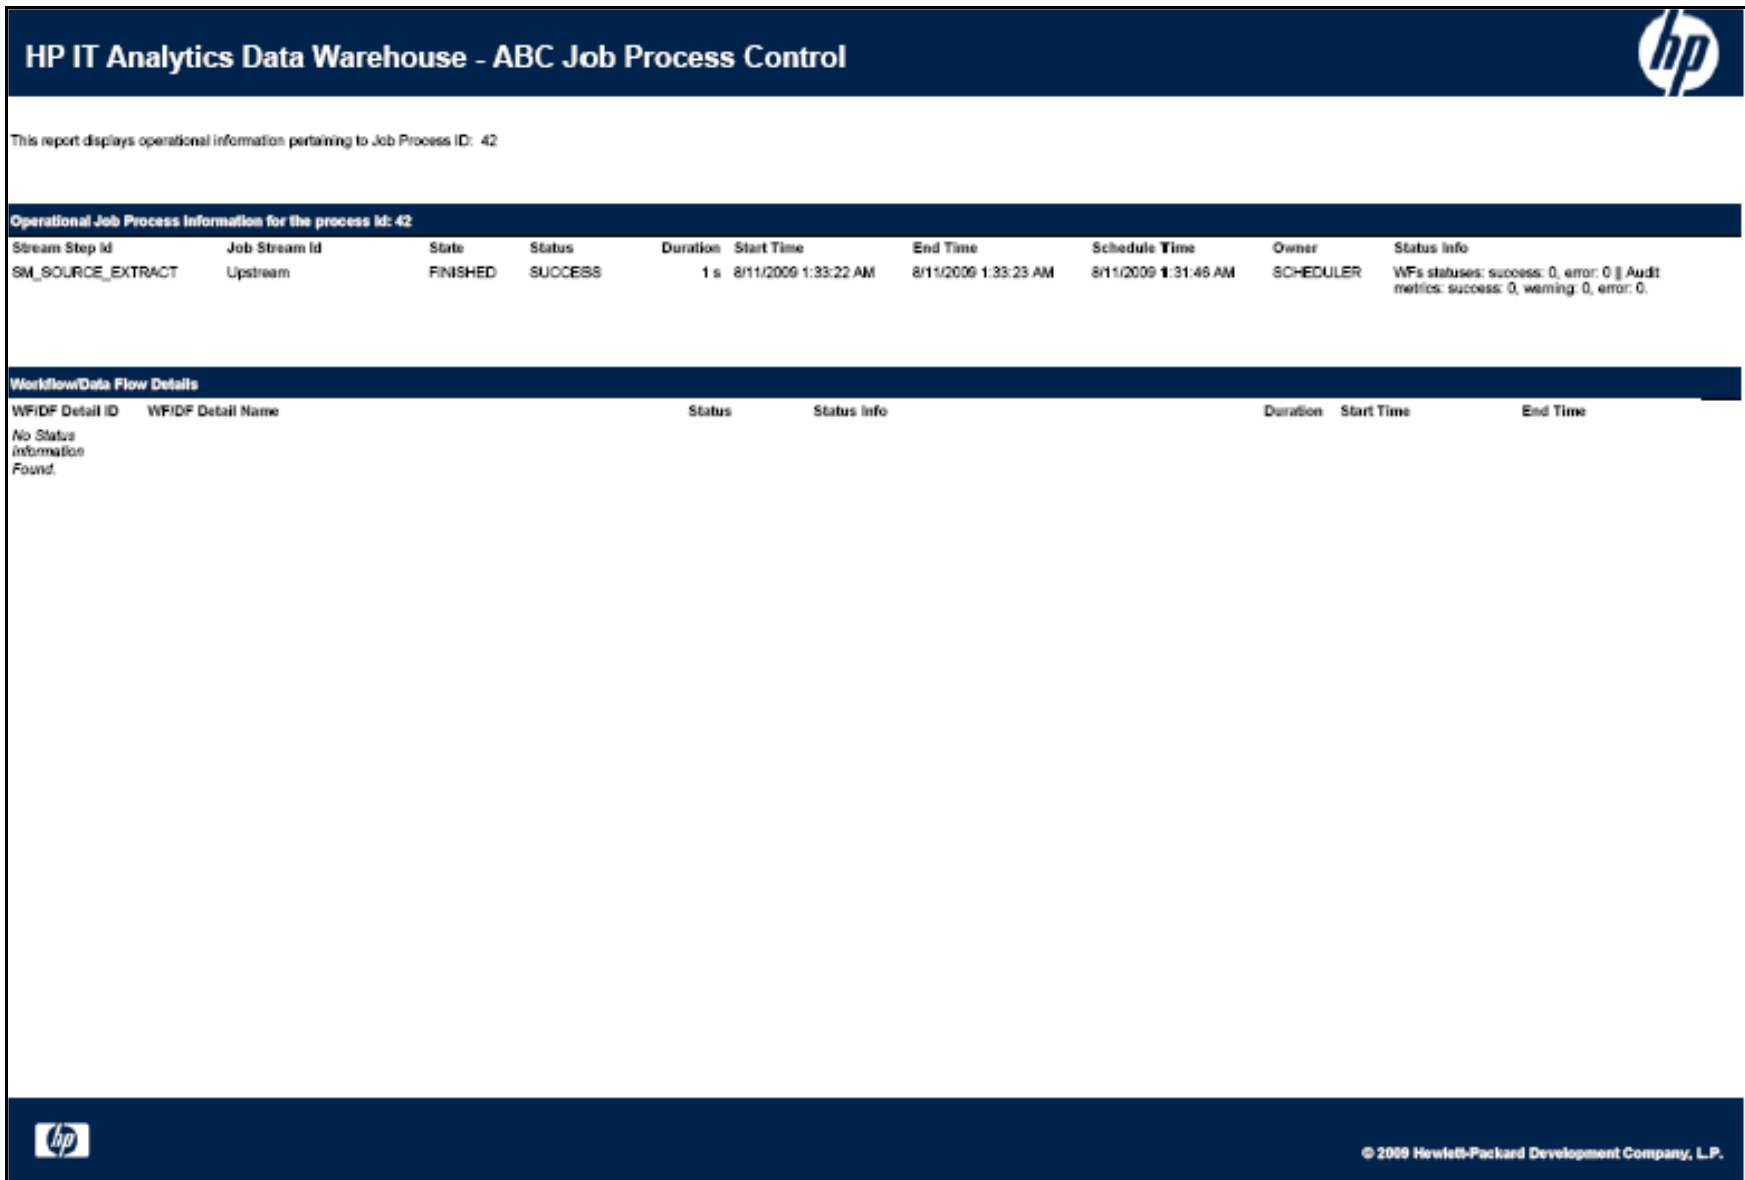 HP IT Analytics Data Warehouse - ABC Job Process Control
hp
This report displays operational information pertaining to Job Process ID: 42
Operational Job Process Information for the process Id: 42
Stream Step Id Job Stream Id State Status Duration Start Time End Time Schedule Time Owner Status Info
SM_SOURCE_EXTRACT Upstream FINISHED SUCCESS 1 s 8/11/2009 1:33:22 AM 8/11/2009 1:33:23 AM 8/11/2009 1:31:46 AM SCHEDULER WFs statuses: success: 0, error: 0 || Audit
metrics: success: 0, warning: 0, error: 0.
Workflow/Data Flow Details
WF/DF Detail ID WF/DF Detail Name Status Status Info Duration Start Time End Time
No Status
Information
Found.
hp
© 2009 Hewlett-Packard Development Company, L.P.